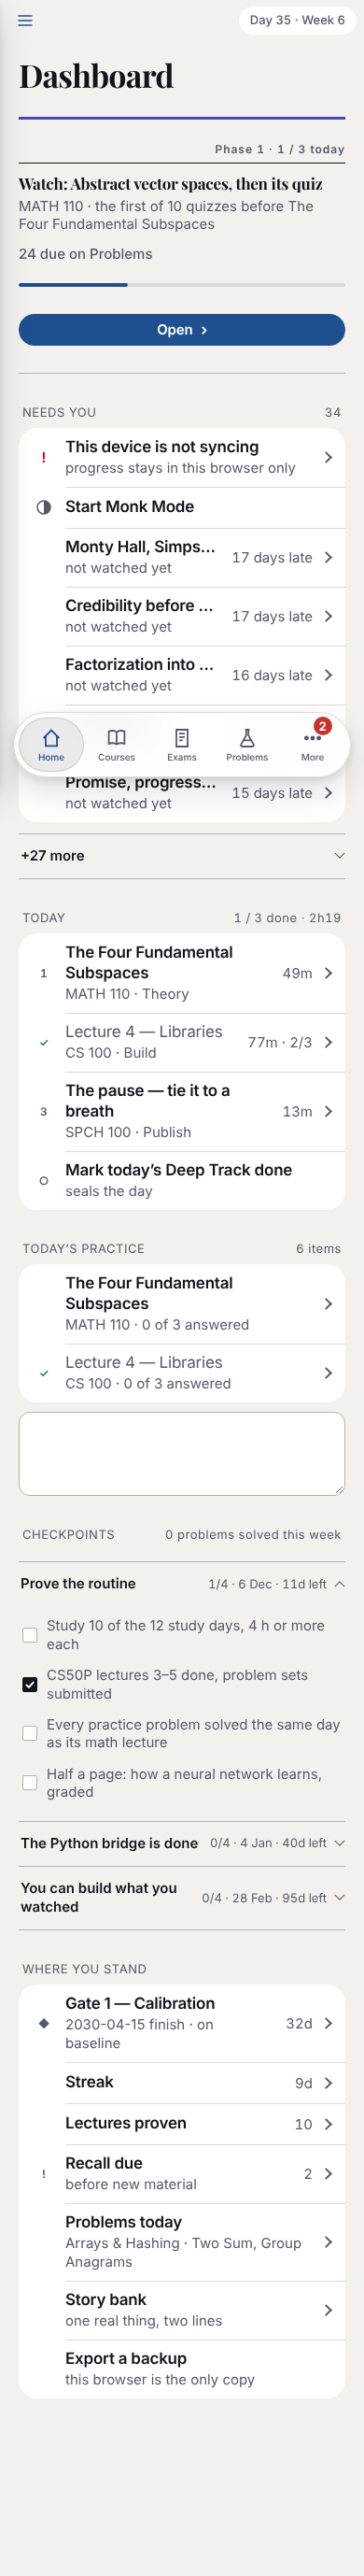 Day 35 · Week 6
Dashboard
Phase 1 · 1 / 3 today
Watch: Abstract vector spaces, then its quiz
MATH 110 · the first of 10 quizzes before The
Four Fundamental Subspaces
24 due on Problems
Open ›
NEEDS YOU 34
! This device is not syncing
progress stays in this browser only
Start Monk Mode
Monty Hall, Simps... 17 days late
not watched yet
Credibility before ... 17 days late
not watched yet
Factorization into ... 16 days late
not watched yet
2
Home Courses Exams Problems More
Promise, progress... 15 days late
not watched yet
+27 more
TODAY 1 / 3 done · 2h19
1 The Four Fundamental
Subspaces 49m
MATH 110 · Theory
Lecture 4 — Libraries 77m · 2/3
CS 100 · Build
3 The pause — tie it to a
breath 13m
SPCH 100 · Publish
Mark today's Deep Track done
seals the day
TODAY'S PRACTICE 6 items
The Four Fundamental
Subspaces
MATH 110 · 0 of 3 answered
Lecture 4 — Libraries
CS 100 · 0 of 3 answered
CHECKPOINTS 0 problems solved this week
Prove the routine 1/4 · 6 Dec · 11d left
Study 10 of the 12 study days, 4 h or more
each
CS50P lectures 3–5 done, problem sets
submitted
Every practice problem solved the same day
as its math lecture
Half a page: how a neural network learns,
graded
The Python bridge is done 0/4 · 4 Jan · 40d left
You can build what you
watched 0/4 · 28 Feb · 95d left
WHERE YOU STAND
Gate 1 — Calibration
2030-04-15 finish · on 32d
baseline
Streak 9d
Lectures proven 10
! Recall due 2
before new material
Problems today
Arrays & Hashing · Two Sum, Group
Anagrams
Story bank
one real thing, two lines
Export a backup
this browser is the only copy